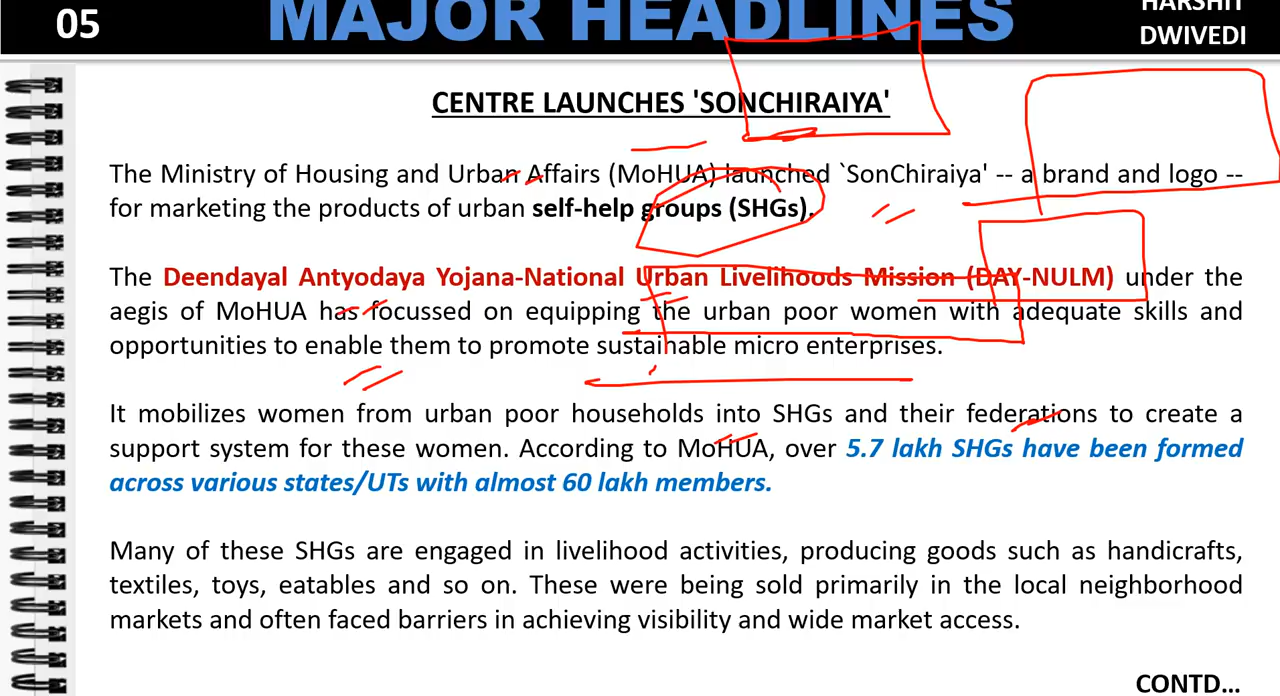 05
MAJOR HEADLINES
HARSHIT
DWIVEDI
CENTRE LAUNCHES 'SONCHIRAIYA'
The Ministry of Housing and Urban Affairs (MoHUA) launched `SonChiraiya' -- a brand and logo --
for marketing the products of urban self-help groups (SHGs).
The Deendayal Antyodaya Yojana-National Urban Livelihoods Mission (DAY-NULM) under the
aegis of MoHUA has focussed on equipping the urban poor women with adequate skills and
opportunities to enable them to promote sustainable micro enterprises.
It mobilizes women from urban poor households into SHGs and their federations to create a
support system for these women. According to MoHUA, over 5.7 lakh SHGs have been formed
across various states/UTs with almost 60 lakh members.
Many of these SHGs are engaged in livelihood activities, producing goods such as handicrafts,
textiles, toys, eatables and so on. These were being sold primarily in the local neighborhood
markets and often faced barriers in achieving visibility and wide market access.
CONTD...